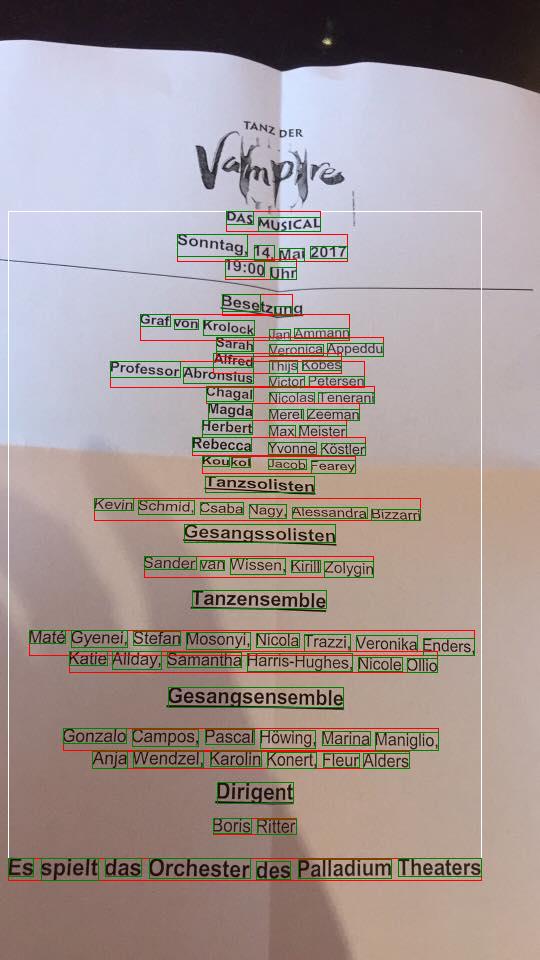 TANZ DER
Vampire
DAS MUSICAL
Sonntag, 14. Mai 2017
19:00 Uhr
Besetzung
Graf von Krolock Jan Ammann
Sarah Veronica Appeddu
Alfred Thijs Kobes
Professor Abronsius Victor Petersen
Chagal Nicolas Tenerani
Magda Merel Zeeman
Herbert Max Meister
Rebecca Yvonne Köstler
Koukol Jacob Fearey
Tanzsolisten
Kevin Schmid, Csaba Nagy, Alessandra Bizzarri
Gesangssolisten
Sander van Wissen, Kirill Zolygin
Tanzensemble
Maté Gyenei, Stefan Mosonyi, Nicola Trazzi, Veronika Enders,
Katie Allday, Samantha Harris-Hughes, Nicole Ollio
Gesangsensemble
Gonzalo Campos, Pascal Höwing, Marina Maniglio,
Anja Wendzel, Karolin Konert, Fleur Alders
Dirigent
Boris Ritter
Es spielt das Orchester des Palladium Theaters